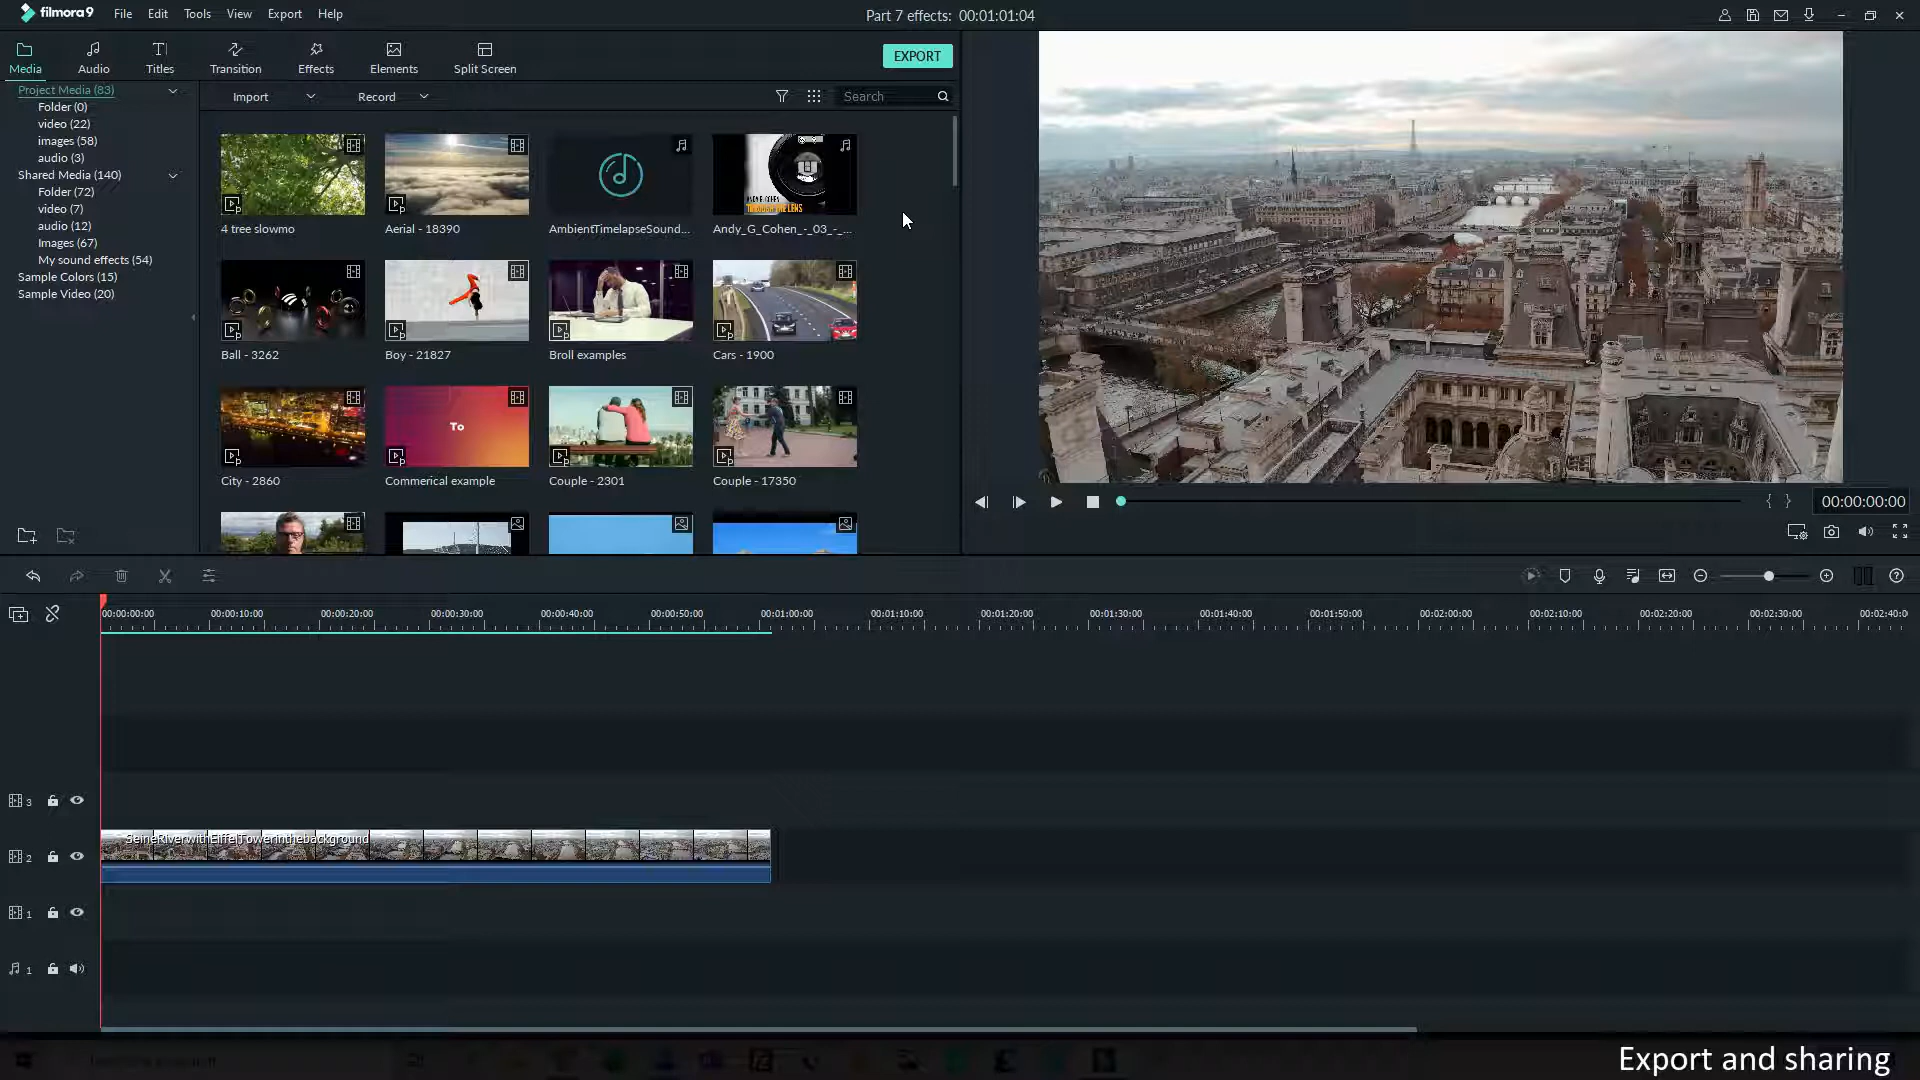 filmora9 File Edit Tools View Export Help
Part 7 effects: 00:01:01:04
Media Audio Titles Transition Effects Elements Split Screen
EXPORT
Project Media (83)
Folder (0)
video (22)
images (58)
audio (3)
Shared Media (140)
Folder (72)
video (7)
audio (12)
Images (67)
My sound effects (54)
Sample Colors (15)
Sample Video (20)
Import Record Search
4 tree slowmo
Aerial - 18390
AmbientTimelapseSound...
ANDY G. COHEN
THROUGH THE LENS
Andy_G_Cohen_-_03_-_...
Ball - 3262
Boy - 21827
Broll examples
Cars - 1900
City - 2860
To
Commerical example
Couple - 2301
Couple - 17350
00:00:00:00
00:00:00:00 00:00:10:00 00:00:20:00 00:00:30:00 00:00:40:00 00:00:50:00 00:01:00:00 00:01:10:00 00:01:20:00 00:01:30:00 00:01:40:00 00:01:50:00 00:02:00:00 00:02:10:00 00:02:20:00 00:02:30:00 00:02:40:0
3
SeineRiverwithEiffelTowerinthebackground
2
1
1
Export and sharing